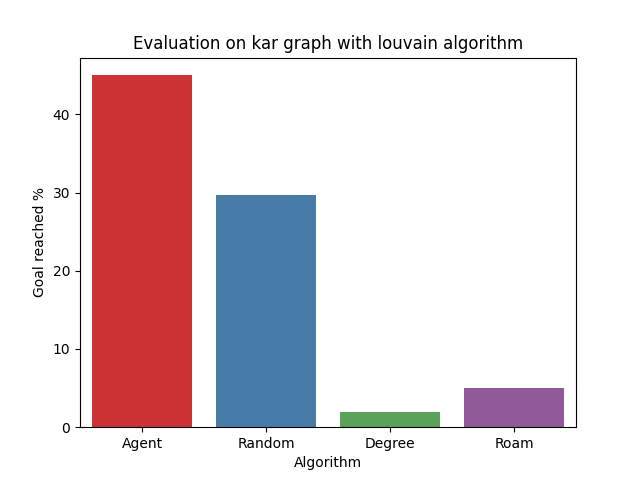 Evaluation on kar graph with louvain algorithm
Goal reached %
40
30
20
10
0
Agent Random Degree Roam
Algorithm